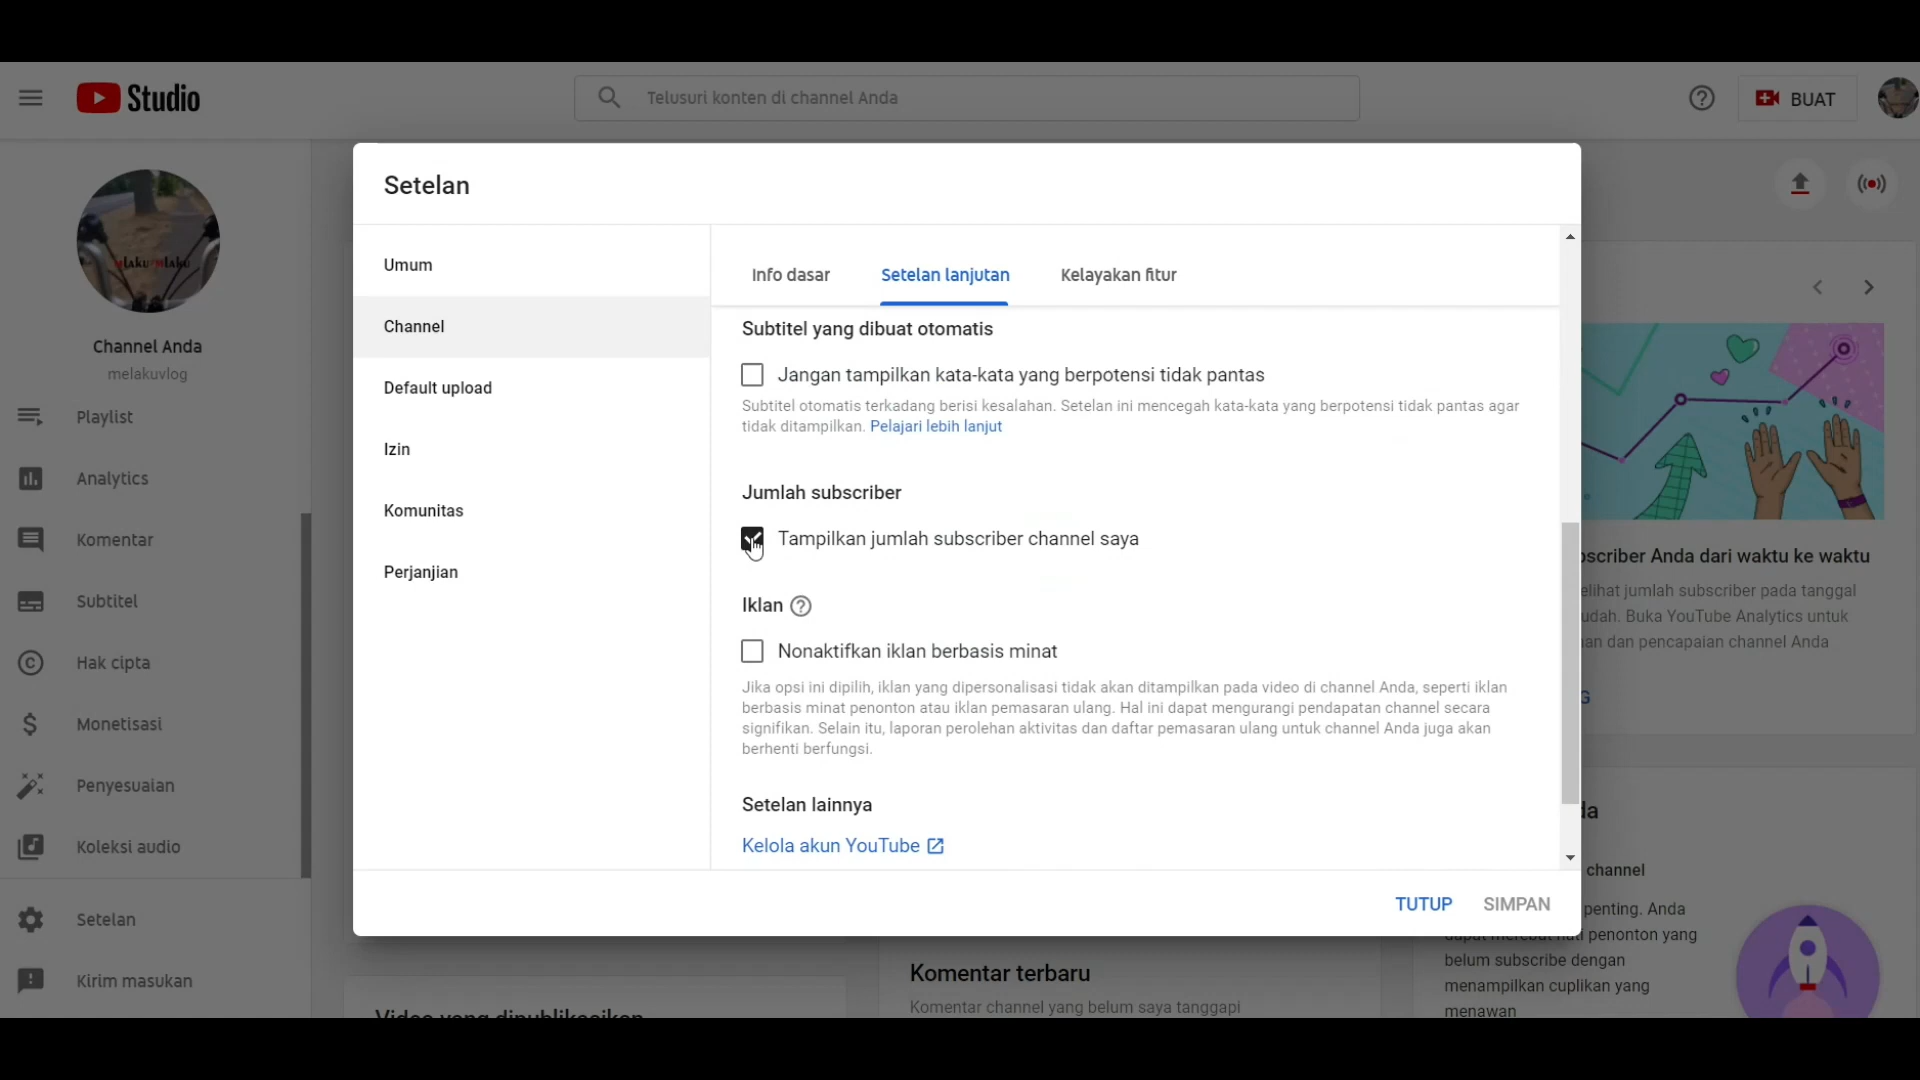 Studio
Telusuri konten di channel Anda
BUAT
Setelan
Umum
Channel
Default upload
Izin
Komunitas
Perjanjian
Info dasar
Setelan lanjutan
Kelayakan fitur
Subtitel yang dibuat otomatis
Jangan tampilkan kata-kata yang berpotensi tidak pantas
Subtitel otomatis terkadang berisi kesalahan. Setelan ini mencegah kata-kata yang berpotensi tidak pantas agar
tidak ditampilkan. Pelajari lebih lanjut
Jumlah subscriber
Tampilkan jumlah subscriber channel saya
Iklan
Nonaktifkan iklan berbasis minat
Jika opsi ini dipilih, iklan yang dipersonalisasi tidak akan ditampilkan pada video di channel Anda, seperti iklan
berbasis minat penonton atau iklan pemasaran ulang. Hal ini dapat mengurangi pendapatan channel secara
signifikan. Selain itu, laporan perolehan aktivitas dan daftar pemasaran ulang untuk channel Anda juga akan
berhenti berfungsi.
Setelan lainnya
Kelola akun YouTube
TUTUP
SIMPAN
Channel Anda
melakuvlog
Playlist
Analytics
Komentar
Subtitel
Hak cipta
Monetisasi
Penyesuaian
Koleksi audio
Setelan
Kirim masukan
Video yang dipublikasikan
Komentar terbaru
Komentar channel yang belum saya tanggapi
Anda dari waktu ke waktu
jumlah subscriber pada tanggal
Buka YouTube Analytics untuk
dan pencapaian channel Anda
channel
penting. Anda
penonton yang
belum subscribe dengan
menampilkan cuplikan yang
menawan